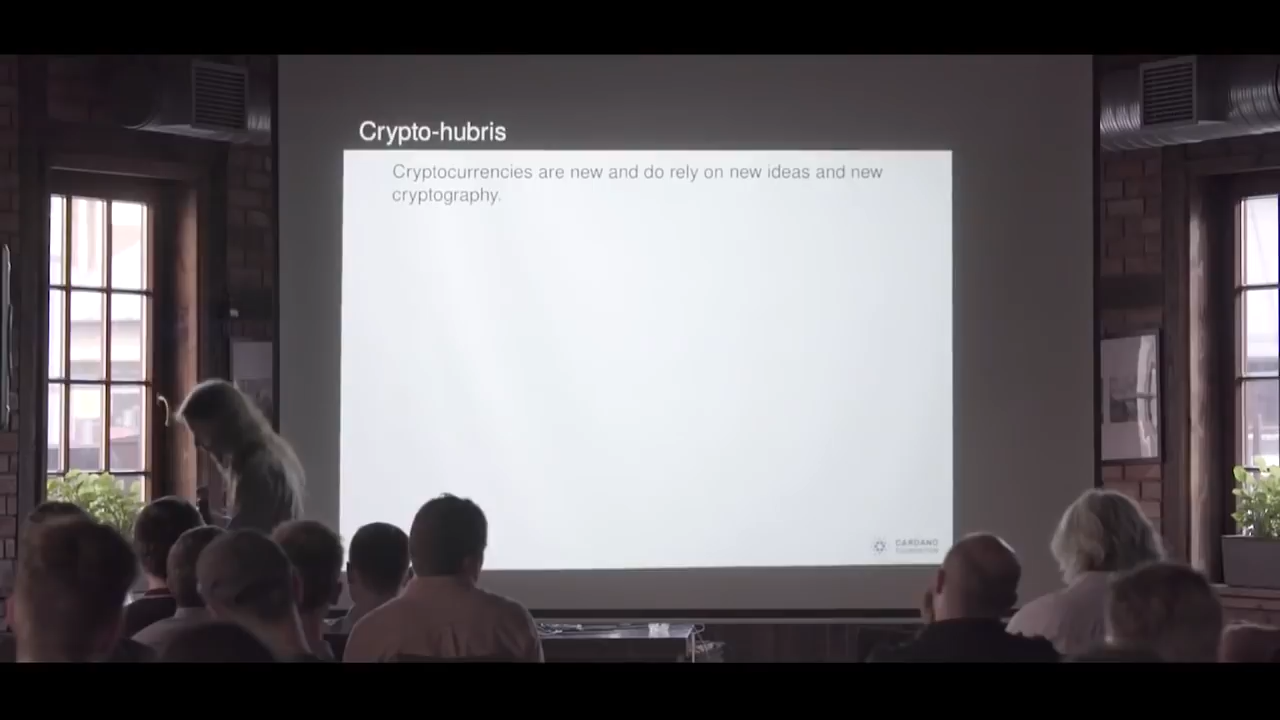 Crypto-hubris
Cryptocurrencies are new and do rely on new ideas and new
cryptography.
CARDANO